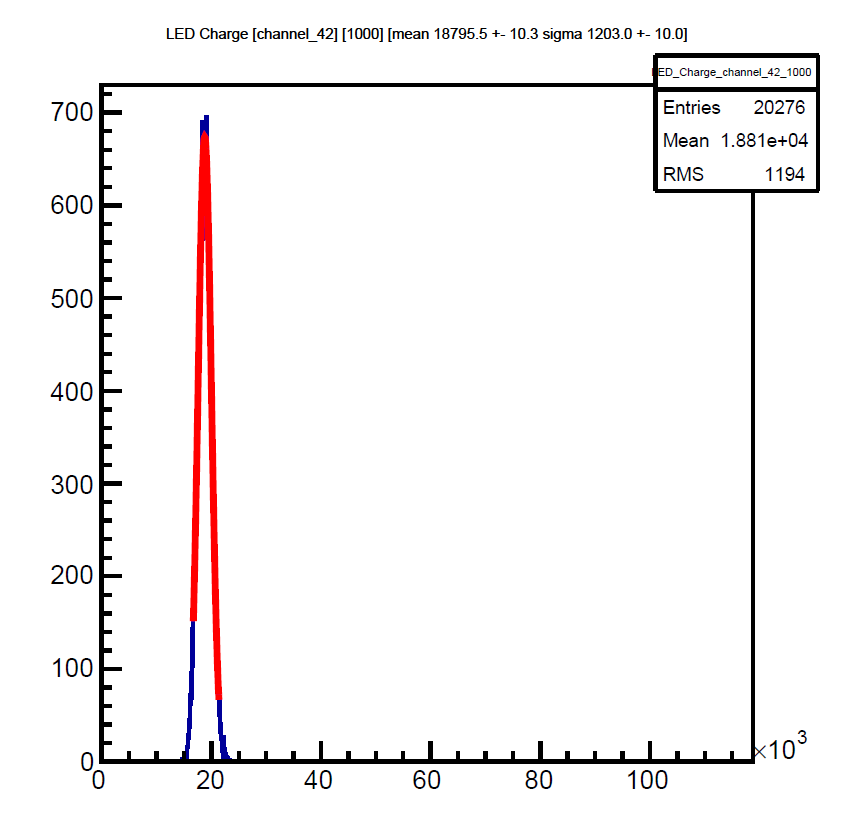 LED Charge [channel_42] [1000] [mean 18795.5 +- 10.3 sigma 1203.0 +- 10.0]
LED_Charge_channel_42_1000
Entries 20276
Mean 1.881e+04
RMS 1194
700
600
500
400
300
200
100
0
0 20 40 60 80 100 ×10³